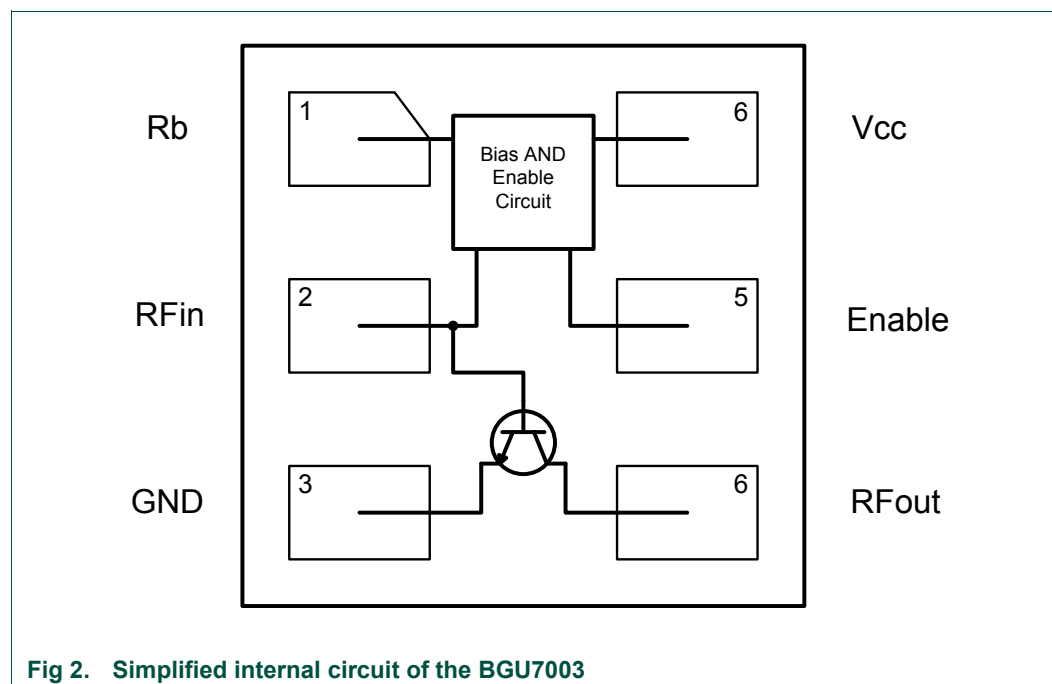 Rb
1
Bias AND
Enable
Circuit
6
Vcc
RFin
2
5
Enable
GND
3
6
RFout
Fig 2. Simplified internal circuit of the BGU7003